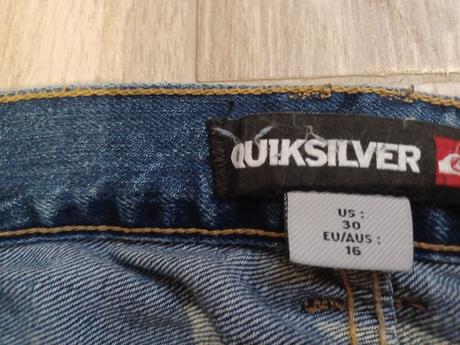 QUIKSILVER
US :
30
EU/AUS :
16